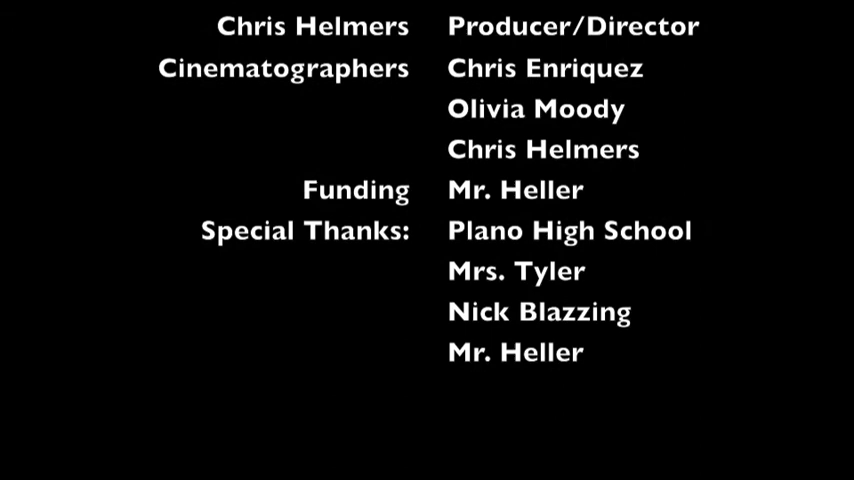 Chris Helmers Producer/Director
Cinematographers Chris Enriquez
Olivia Moody
Chris Helmers
Funding Mr. Heller
Special Thanks: Plano High School
Mrs. Tyler
Nick Blazzing
Mr. Heller